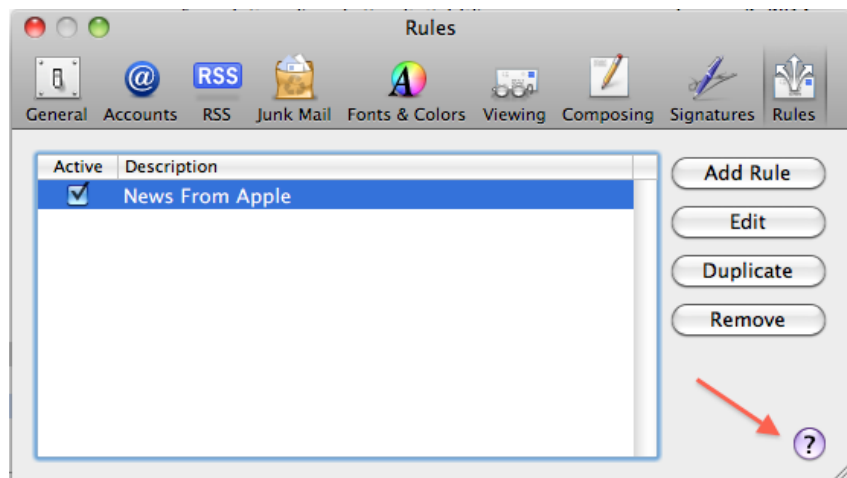 Rules
@
RSS
A
General Accounts RSS Junk Mail Fonts & Colors Viewing Composing Signatures Rules
Active Description
News From Apple
Add Rule
Edit
Duplicate
Remove
?